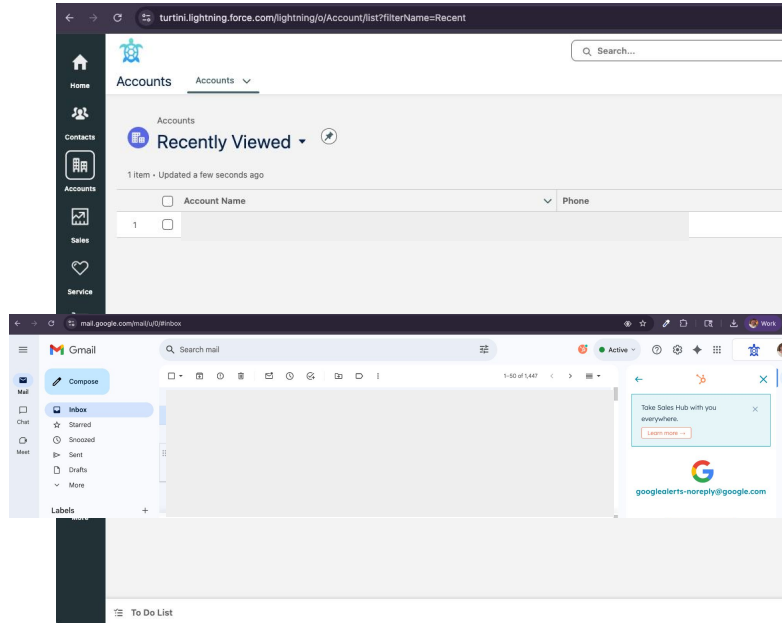 turtini.lightning.force.com/lightning/o/Account/list?filterName=Recent
Search...
Home
Accounts
Accounts
Contacts
Accounts
Recently Viewed
1 item • Updated a few seconds ago
Accounts
Account Name
Phone
1
Sales
Service
mail.google.com/mail/u/0/#inbox
Work
Gmail
Search mail
Active
Compose
1–50 of 1,447
Mail
Inbox
Take Sales Hub with you
everywhere.
Chat
Starred
Learn more →
Snoozed
Meet
Sent
Drafts
More
googlealerts-noreply@google.com
Labels
More
To Do List